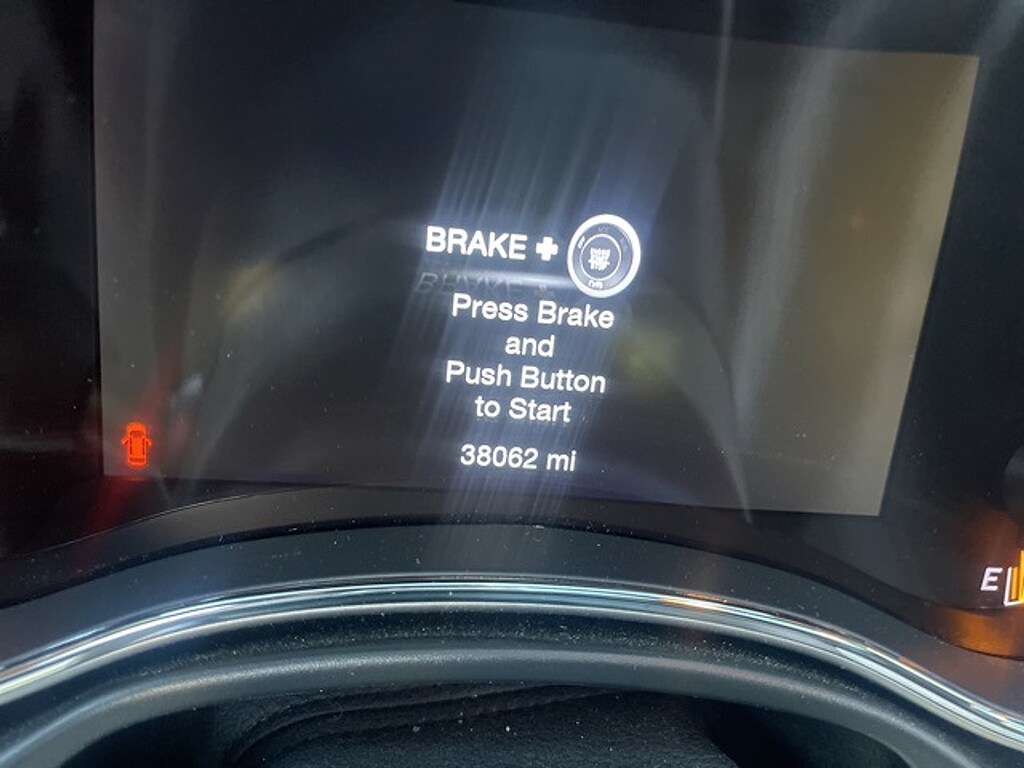 BRAKE +
Press Brake
and
Push Button
to Start
38062 mi
E